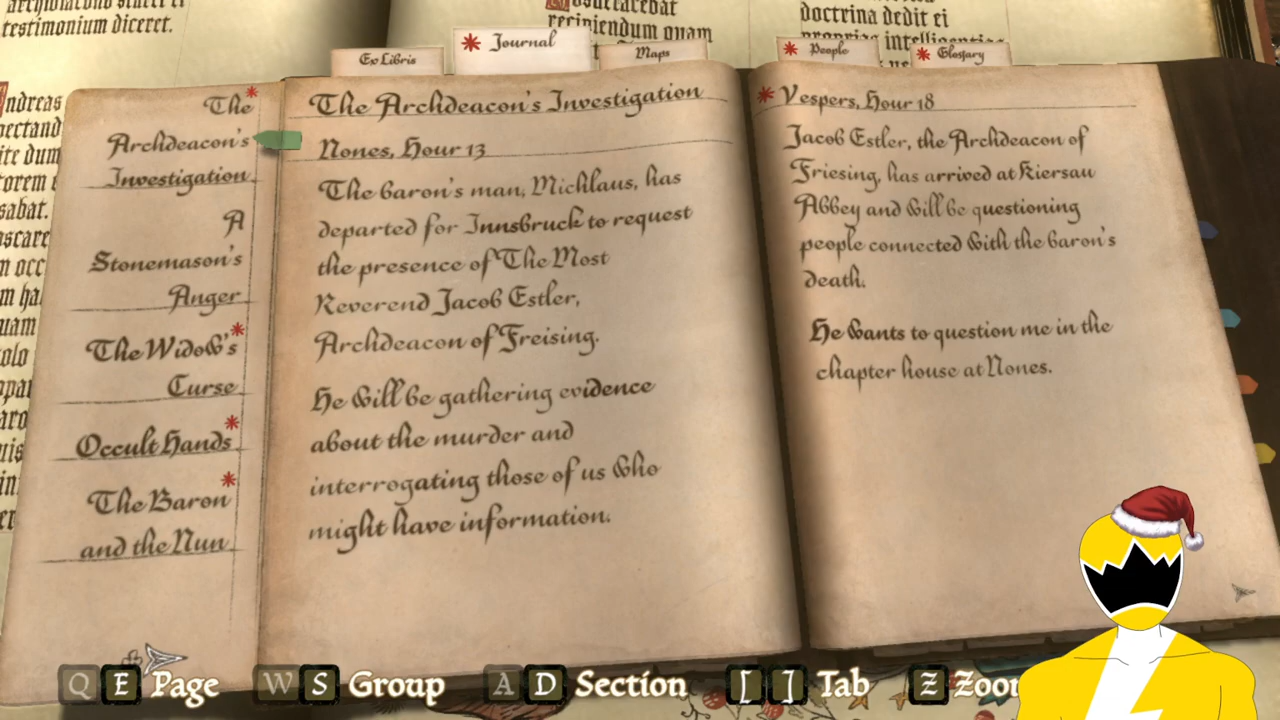 testimonium diceret.
recipiendum quam
doctrina dedit ei
Ex Libris
Journal
Maps
People
Glossary
The
Archdeacon's
Investigation
A
Stonemason's
Anger
The Widow's
Curse
Occult Hands
The Baron
and the Nun
The Archdeacon's Investigation
Nones, Hour 13
The baron's man, Micklaus, has
departed for Innsbruck to request
the presence of The Most
Reverend Jacob Estler,
Archdeacon of Freising.
He will be gathering evidence
about the murder and
interrogating those of us who
might have information.
Vespers, Hour 18
Jacob Estler, the Archdeacon of
Friesing, has arrived at Kiersau
Abbey and will be questioning
people connected with the baron's
death.
He wants to question me in the
chapter house at Nones.
Q E Page
W S Group
A D Section
[ ] Tab
Z